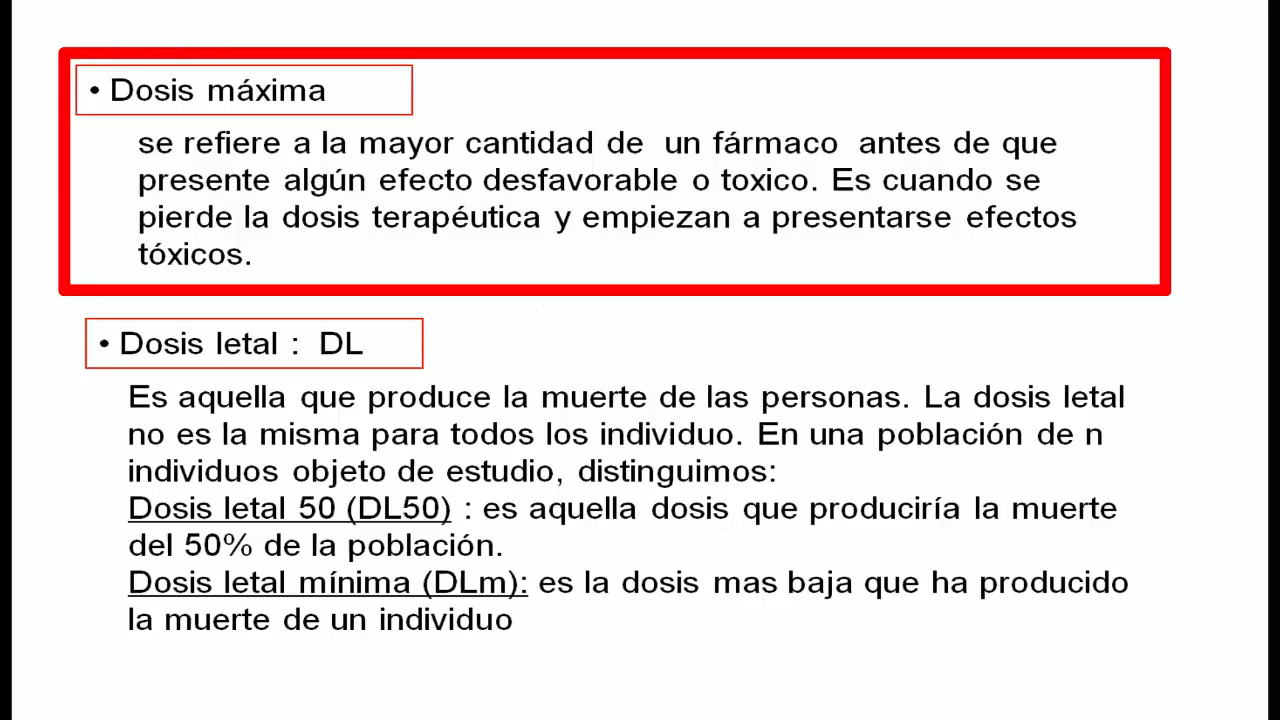 • Dosis máxima
se refiere a la mayor cantidad de un fármaco antes de que
presente algún efecto desfavorable o toxico. Es cuando se
pierde la dosis terapéutica y empiezan a presentarse efectos
tóxicos.
• Dosis letal : DL
Es aquella que produce la muerte de las personas. La dosis letal
no es la misma para todos los individuo. En una población de n
individuos objeto de estudio, distinguimos:
Dosis letal 50 (DL50) : es aquella dosis que produciría la muerte
del 50% de la población.
Dosis letal mínima (DLm): es la dosis mas baja que ha producido
la muerte de un individuo